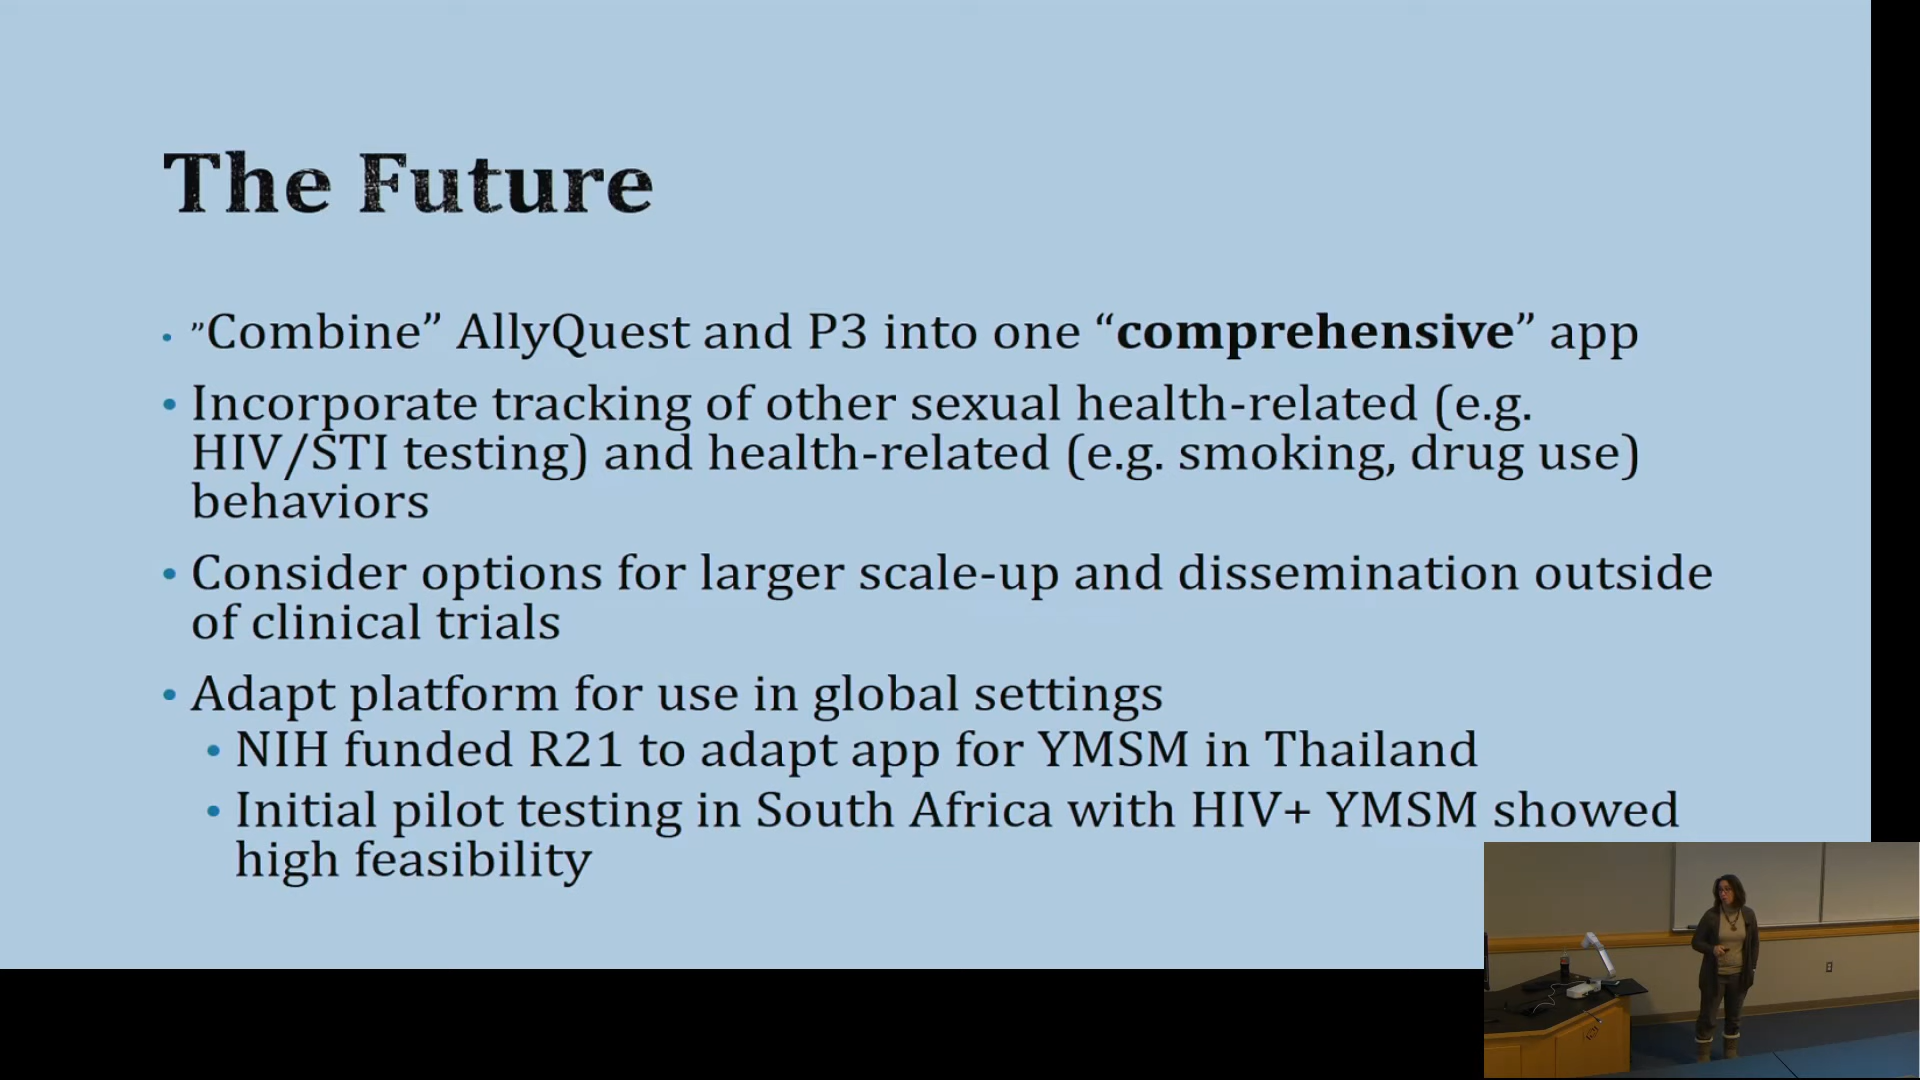 The Future
• ”Combine” AllyQuest and P3 into one “comprehensive” app
• Incorporate tracking of other sexual health-related (e.g.
HIV/STI testing) and health-related (e.g. smoking, drug use)
behaviors
• Consider options for larger scale-up and dissemination outside
of clinical trials
• Adapt platform for use in global settings
• NIH funded R21 to adapt app for YMSM in Thailand
• Initial pilot testing in South Africa with HIV+ YMSM showed
high feasibility